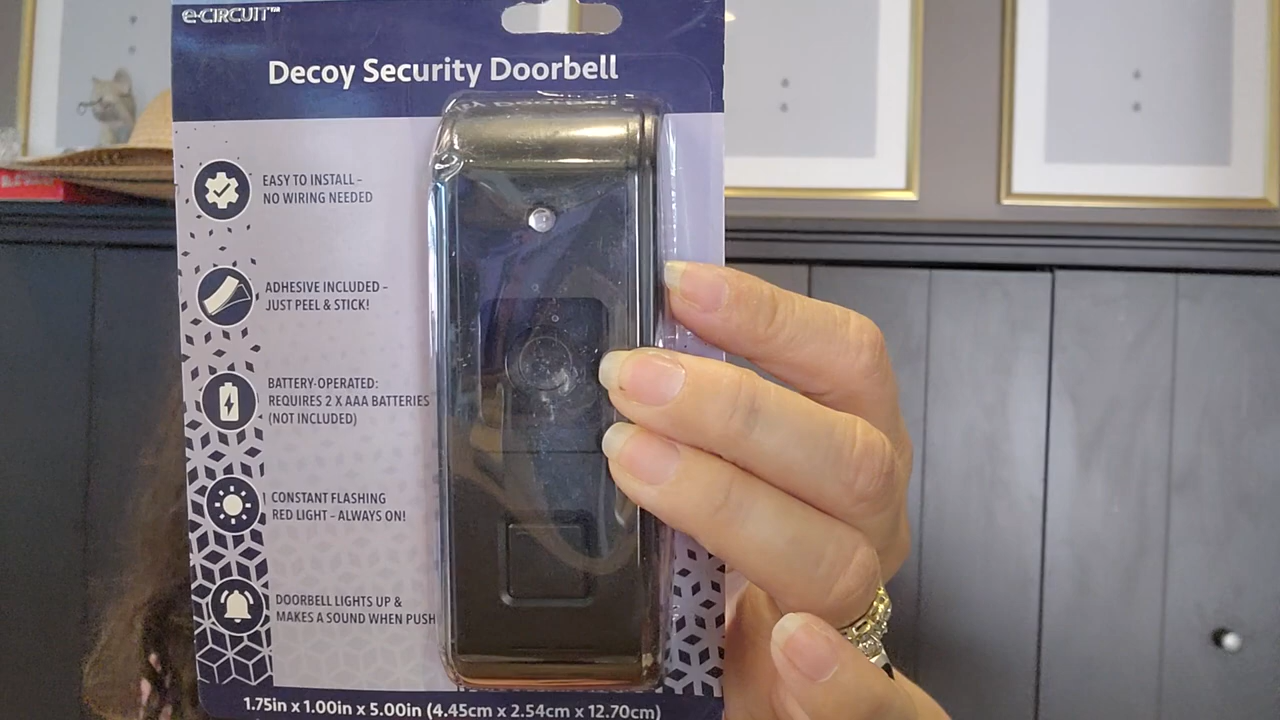 e-CIRCUIT™
Decoy Security Doorbell
EASY TO INSTALL –
NO WIRING NEEDED
ADHESIVE INCLUDED –
JUST PEEL & STICK!
BATTERY-OPERATED:
REQUIRES 2 X AAA BATTERIES
(NOT INCLUDED)
CONSTANT FLASHING
RED LIGHT – ALWAYS ON!
DOORBELL LIGHTS UP &
MAKES A SOUND WHEN PUSH
1.75in x 1.00in x 5.00in (4.45cm x 2.54cm x 12.70cm)